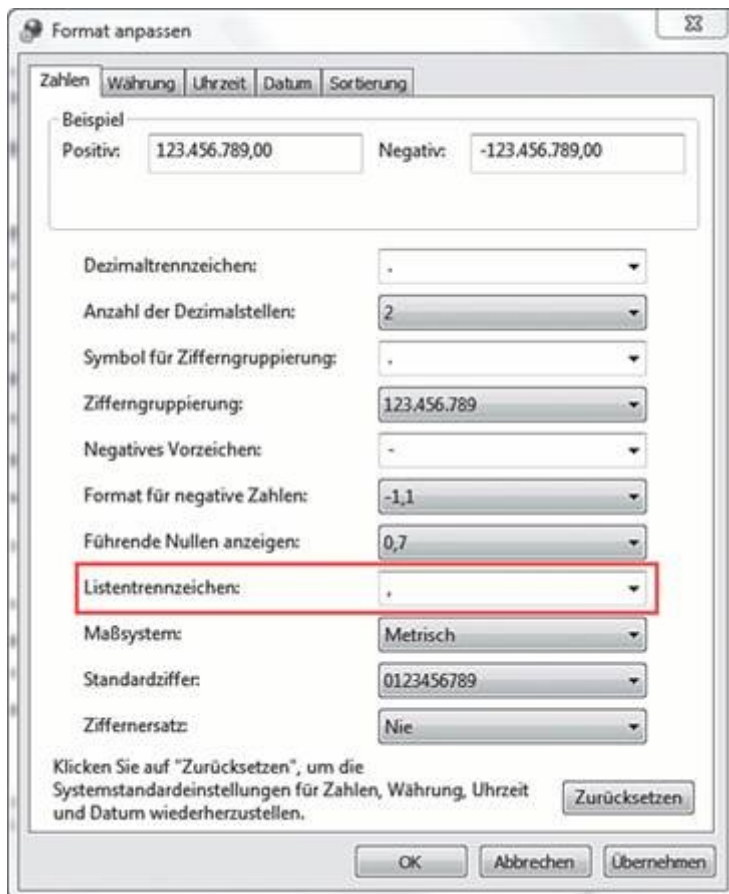 Format anpassen
Zahlen Währung Uhrzeit Datum Sortierung
Beispiel
Positiv: 123.456.789,00 Negativ: -123.456.789,00
Dezimaltrennzeichen: .
Anzahl der Dezimalstellen: 2
Symbol für Zifferngruppierung: .
Zifferngruppierung: 123.456.789
Negatives Vorzeichen: -
Format für negative Zahlen: -1,1
Führende Nullen anzeigen: 0,7
Listentrennzeichen: ,
Maßsystem: Metrisch
Standardziffer: 0123456789
Ziffernersatz: Nie
Klicken Sie auf "Zurücksetzen", um die
Systemstandardeinstellungen für Zahlen, Währung, Uhrzeit
und Datum wiederherzustellen.
Zurücksetzen
OK Abbrechen Übernehmen